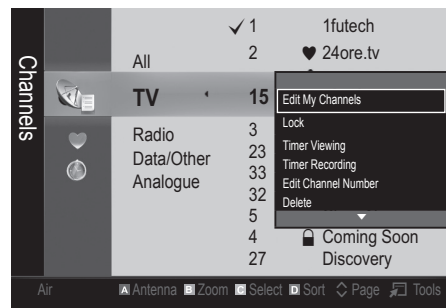 Channels
✓ 1 1futech
All 2 ♥ 24ore.tv
TV 15
Edit My Channels
Lock
Timer Viewing
Timer Recording
Edit Channel Number
Delete
Radio 3
Data/Other 23
Analogue 33
32
5
4 Coming Soon
27 Discovery
Air A Antenna B Zoom C Select D Sort Page Tools